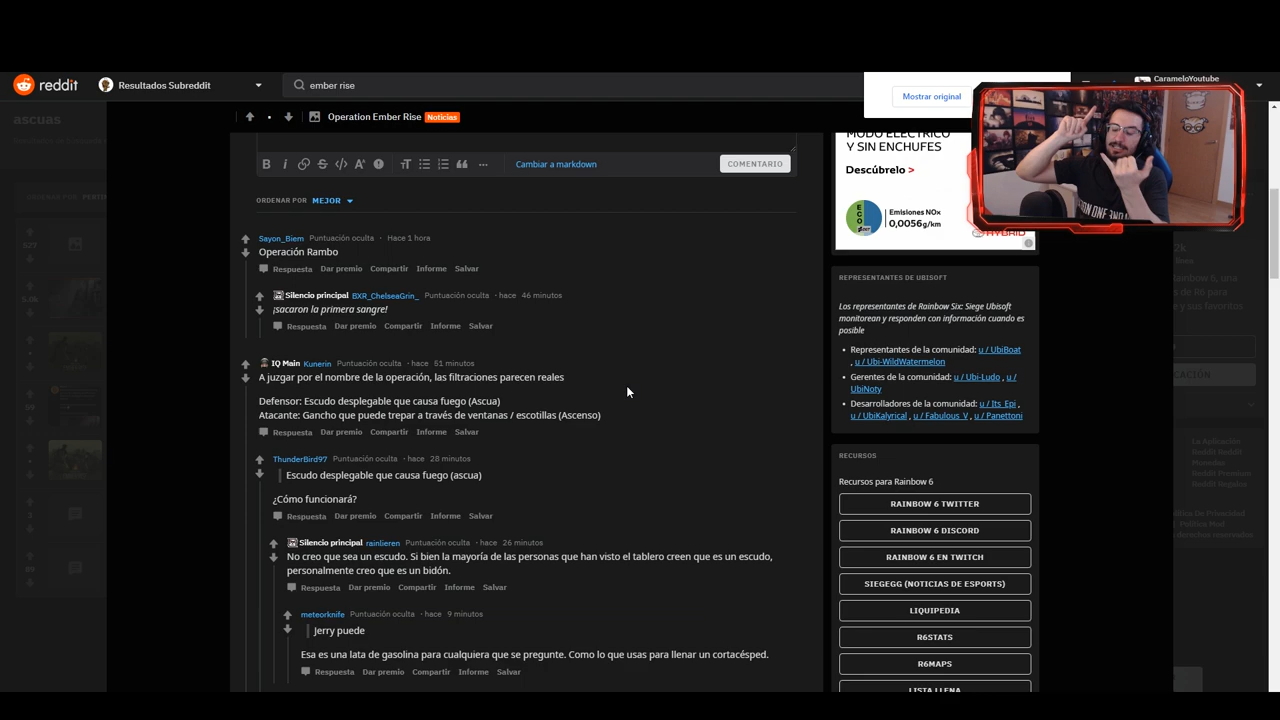 reddit
Resultados Subreddit
ember rise
Mostrar original
CarameloYoutube
ascuas
Operation Ember Rise Noticias
MODO ELÉCTRICO
Y SIN ENCHUFES
Descúbrelo >
ECO
Emisiones NOx
0,0056g/km
HYBRID
Cambiar a markdown
COMENTARIO
ORDENAR POR MEJOR
Sayon_Biem Puntuación oculta · Hace 1 hora
Operación Rambo
Respuesta Dar premio Compartir Informe Salvar
Silencio principal BXR_ChelseaGrin_ Puntuación oculta · hace 46 minutos
¡sacaron la primera sangre!
Respuesta Dar premio Compartir Informe Salvar
IQ Main Kunerin Puntuación oculta · hace 51 minutos
A juzgar por el nombre de la operación, las filtraciones parecen reales
Defensor: Escudo desplegable que causa fuego (Ascua)
Atacante: Gancho que puede trepar a través de ventanas / escotillas (Ascenso)
Respuesta Dar premio Compartir Informe Salvar
ThunderBird97 Puntuación oculta · hace 28 minutos
Escudo desplegable que causa fuego (ascua)
¿Cómo funcionará?
Respuesta Dar premio Compartir Informe Salvar
Silencio principal rainlieren Puntuación oculta · hace 26 minutos
No creo que sea un escudo. Si bien la mayoría de las personas que han visto el tablero creen que es un escudo,
personalmente creo que es un bidón.
Respuesta Dar premio Compartir Informe Salvar
meteorknife Puntuación oculta · hace 9 minutos
Jerry puede
Esa es una lata de gasolina para cualquiera que se pregunte. Como lo que usas para llenar un cortacésped.
Respuesta Dar premio Compartir Informe Salvar
REPRESENTANTES DE UBISOFT
Los representantes de Rainbow Six: Siege Ubisoft
monitorean y responden con información cuando es
posible
• Representantes de la comunidad: u / UbiBoat
, u / Ubi-WildWatermelon
• Gerentes de la comunidad: u / Ubi-Ludo , u /
UbiNoty
• Desarrolladores de la comunidad: u / Its_Epi ,
u / UbiKalyrical , u / Fabulous_V , u / Panettoni
RECURSOS
Recursos para Rainbow 6
RAINBOW 6 TWITTER
RAINBOW 6 DISCORD
RAINBOW 6 EN TWITCH
SIEGEGG (NOTICIAS DE ESPORTS)
LIQUIPEDIA
R6STATS
R6MAPS
LISTA LLENA